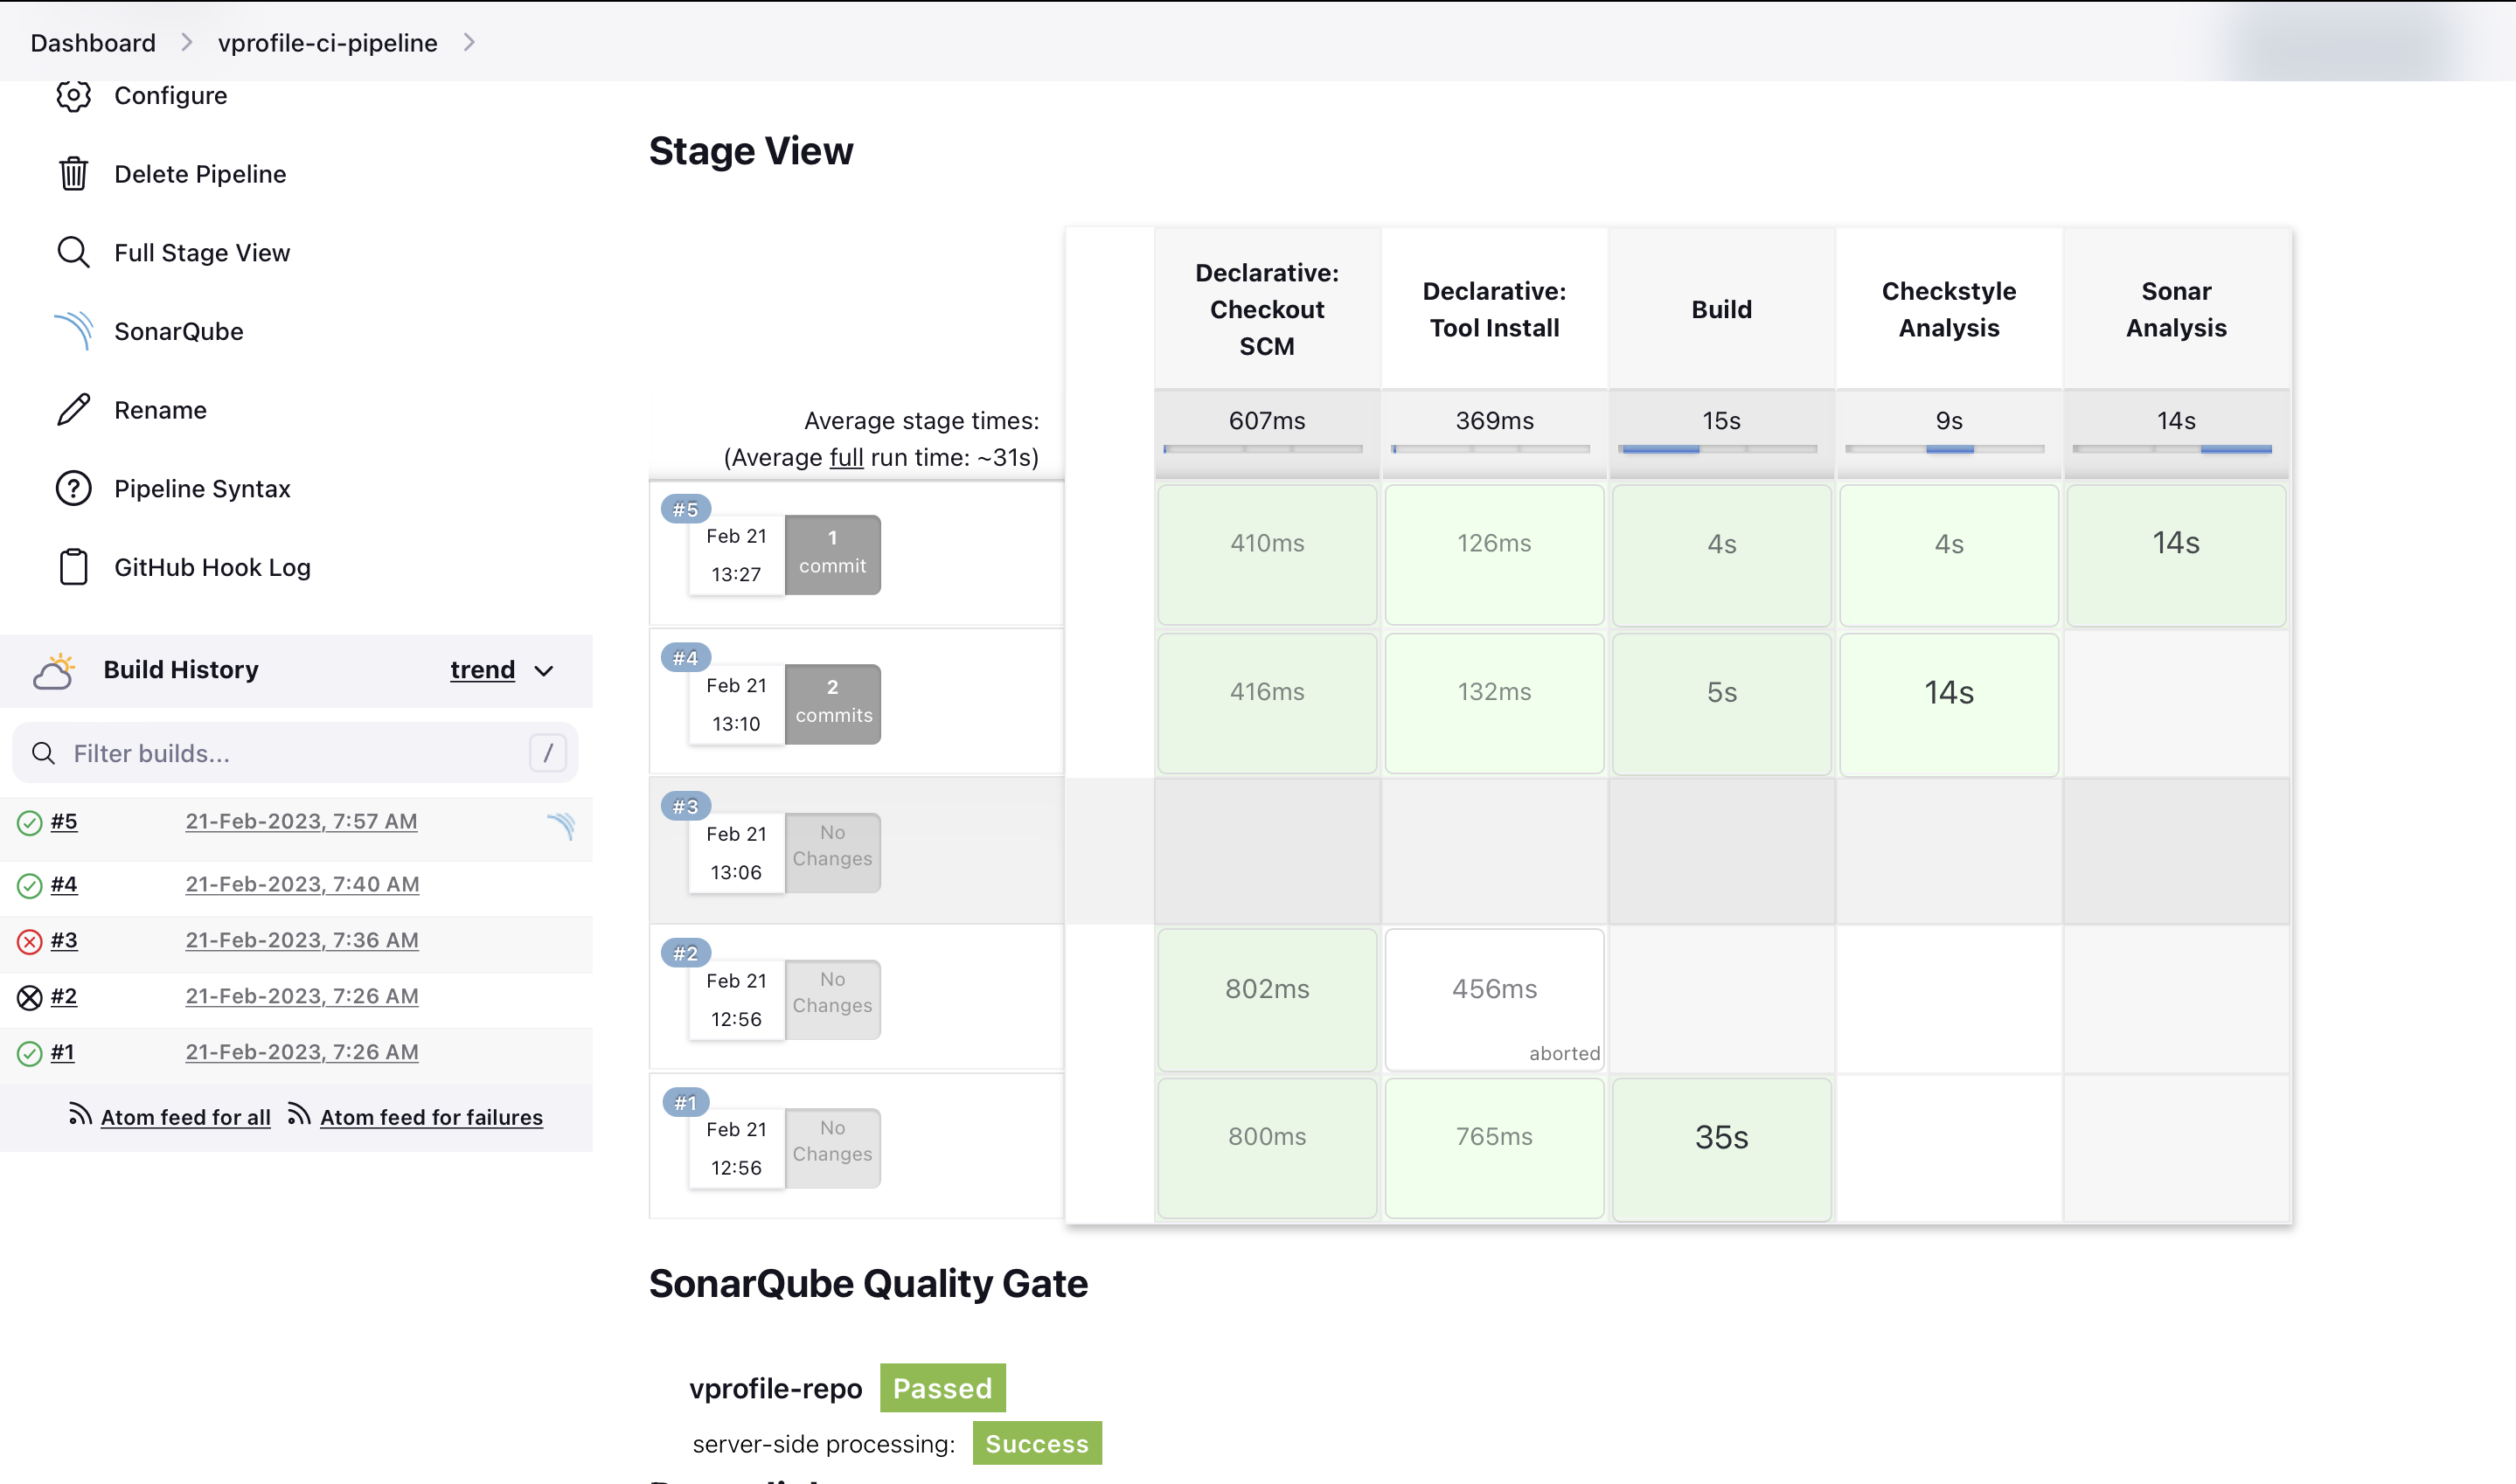 Dashboard > vprofile-ci-pipeline >
Configure
Delete Pipeline
Full Stage View
SonarQube
Rename
Pipeline Syntax
GitHub Hook Log
Build History trend
Filter builds... /
#5 21-Feb-2023, 7:57 AM
#4 21-Feb-2023, 7:40 AM
#3 21-Feb-2023, 7:36 AM
#2 21-Feb-2023, 7:26 AM
#1 21-Feb-2023, 7:26 AM
Atom feed for all Atom feed for failures
Stage View
Declarative:
Checkout
SCM
Declarative:
Tool Install
Build
Checkstyle
Analysis
Sonar
Analysis
Average stage times:
(Average full run time: ~31s)
607ms 369ms 15s 9s 14s
#5
Feb 21
13:27
1
commit
410ms 126ms 4s 4s 14s
#4
Feb 21
13:10
2
commits
416ms 132ms 5s 14s
#3
Feb 21
13:06
No
Changes
#2
Feb 21
12:56
No
Changes
802ms 456ms
aborted
#1
Feb 21
12:56
No
Changes
800ms 765ms 35s
SonarQube Quality Gate
vprofile-repo Passed
server-side processing: Success